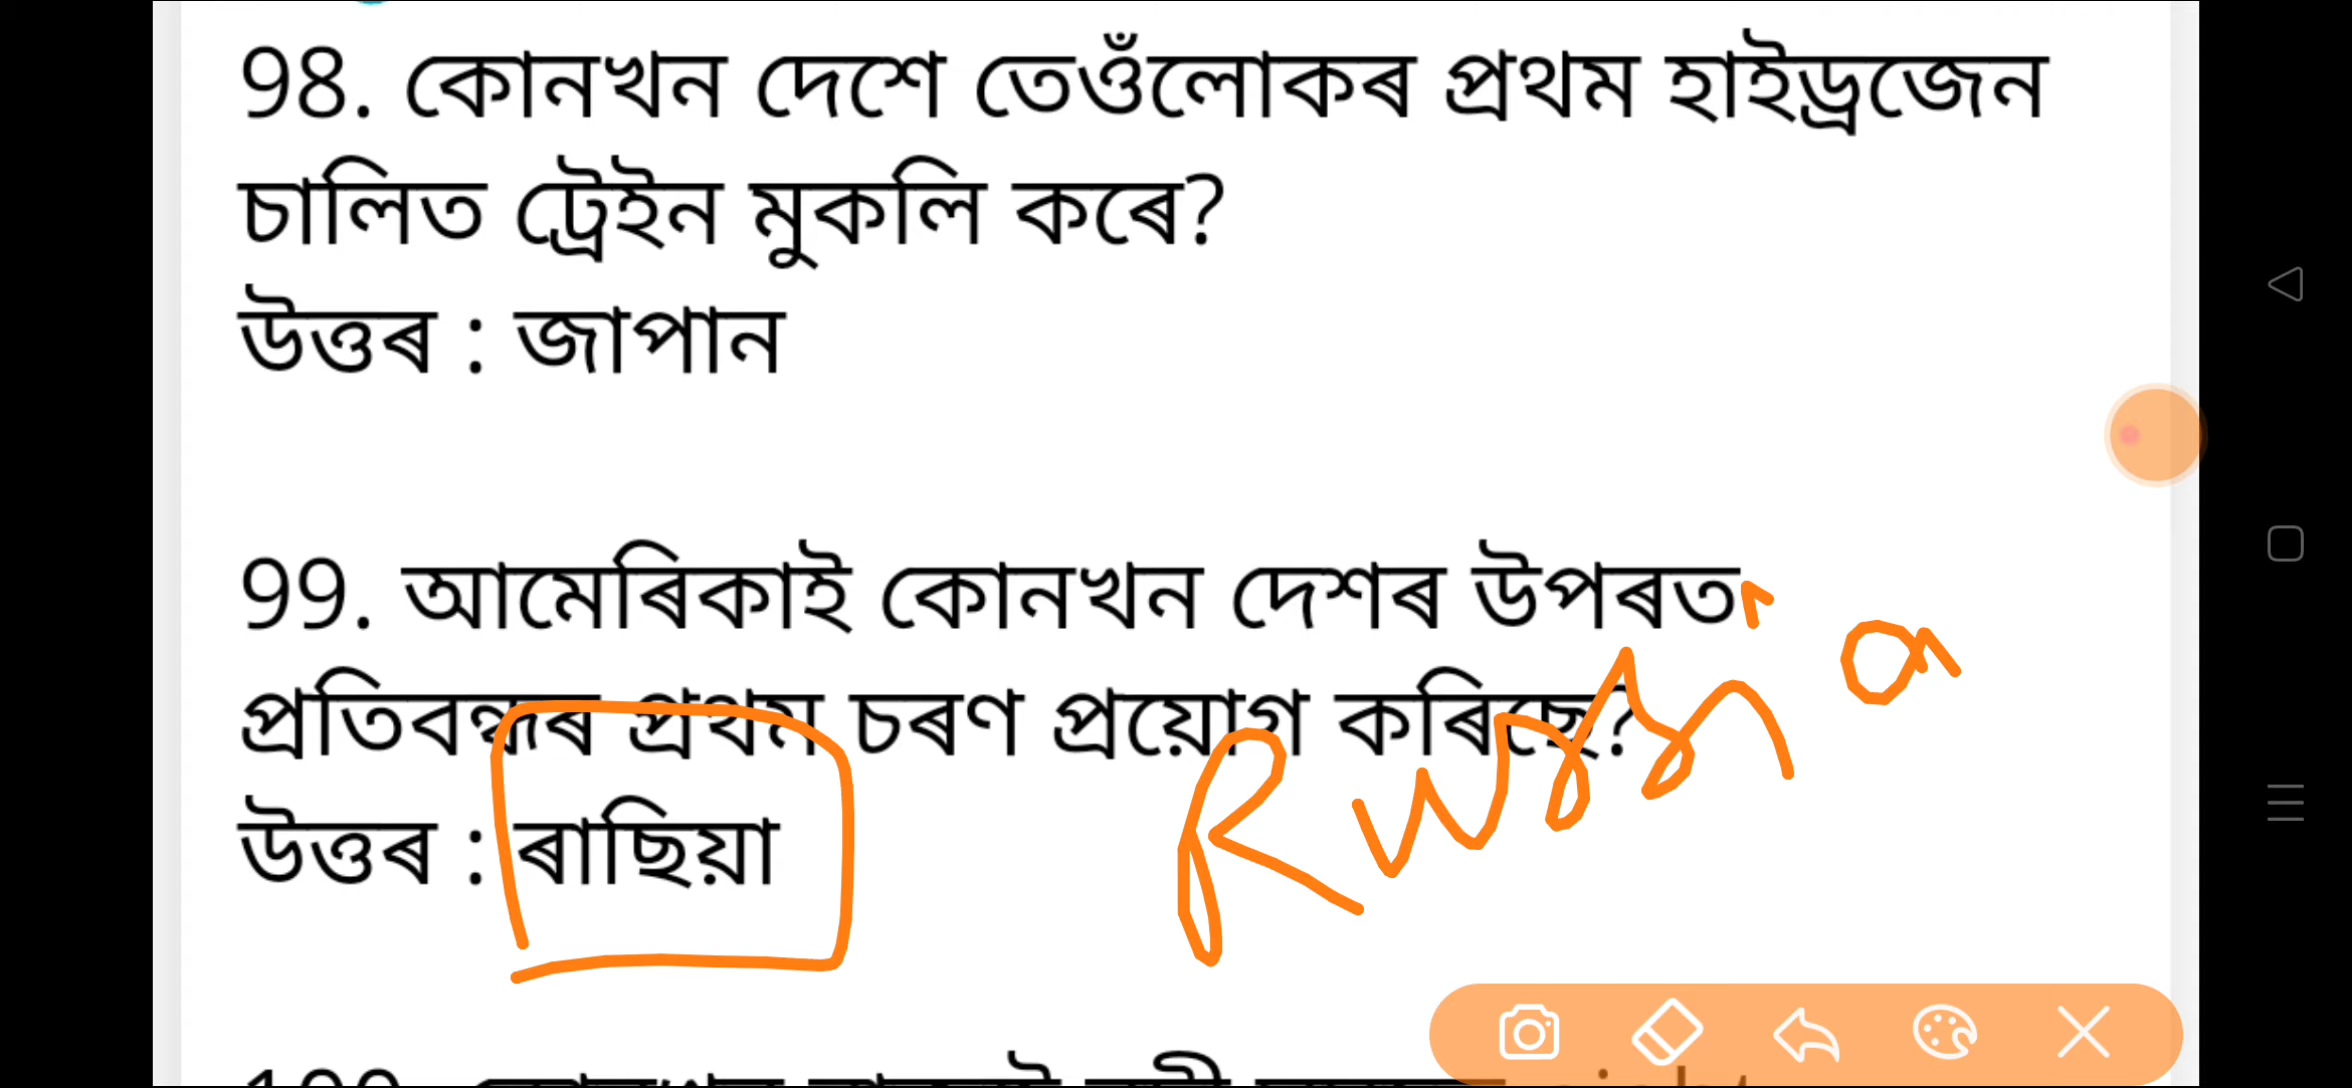 98. কোনখন দেশে তেওঁলোকৰ প্ৰথম হাইড্ৰজেন
চালিত ট্ৰেইন মুকলি কৰে?
উত্তৰ : জাপান
99. আমেৰিকাই কোনখন দেশৰ উপৰত
প্ৰতিবন্ধৰ প্ৰথম চৰণ প্ৰয়োগ কৰিছে?
উত্তৰ : ৰাছিয়া
Russia